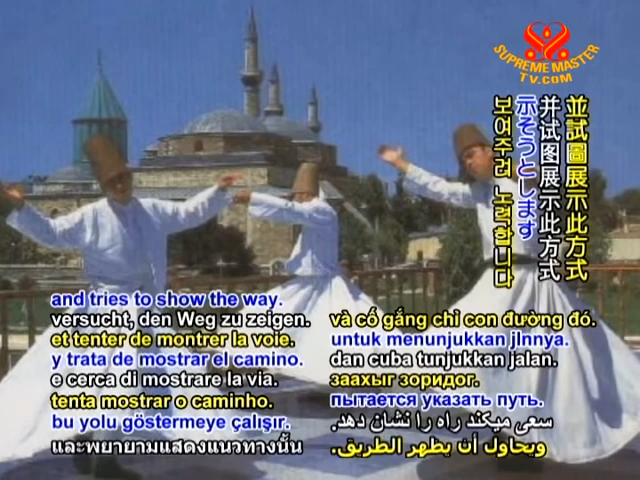 SUPREME MASTER
TV.COM
並試圖展示此方式
并试图展示此方式
示そうとします
보여주려 노력합니다
and tries to show the way.
versucht, den Weg zu zeigen.
et tenter de montrer la voie.
y trata de mostrar el camino.
e cerca di mostrare la via.
tenta mostrar o caminho.
bu yolu göstermeye çalışır.
และพยายามแสดงแนวทางนั้น
và cố gắng chỉ con đường đó.
untuk menunjukkan jlnnya.
dan cuba tunjukkan jalan.
заахыг зоридог.
пытается указать путь.
سعی میکند راه را نشان دهد.
ويحاول أن يظهر الطريق.